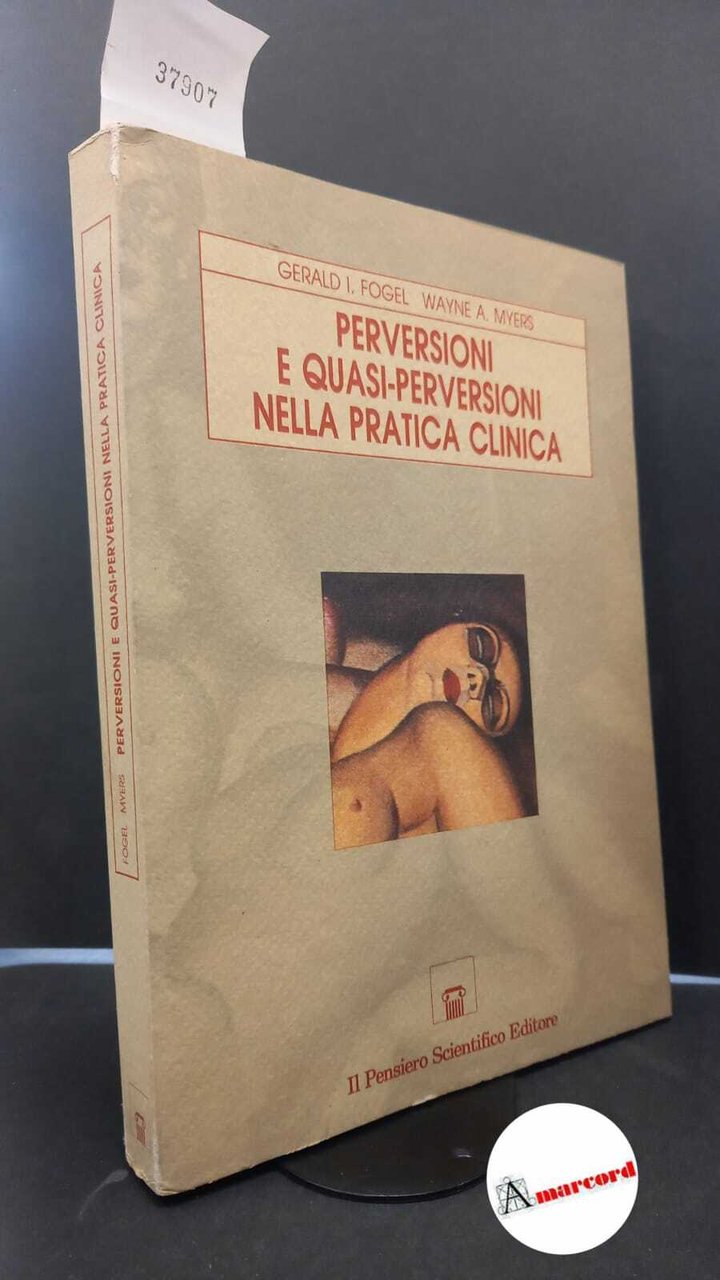 37907
GERALD I. FOGEL WAYNE A. MYERS
PERVERSIONI
E QUASI-PERVERSIONI
NELLA PRATICA CLINICA
FOGEL MYERS PERVERSIONI E QUASI-PERVERSIONI NELLA PRATICA CLINICA
Il Pensiero Scientifico Editore
Amarcord